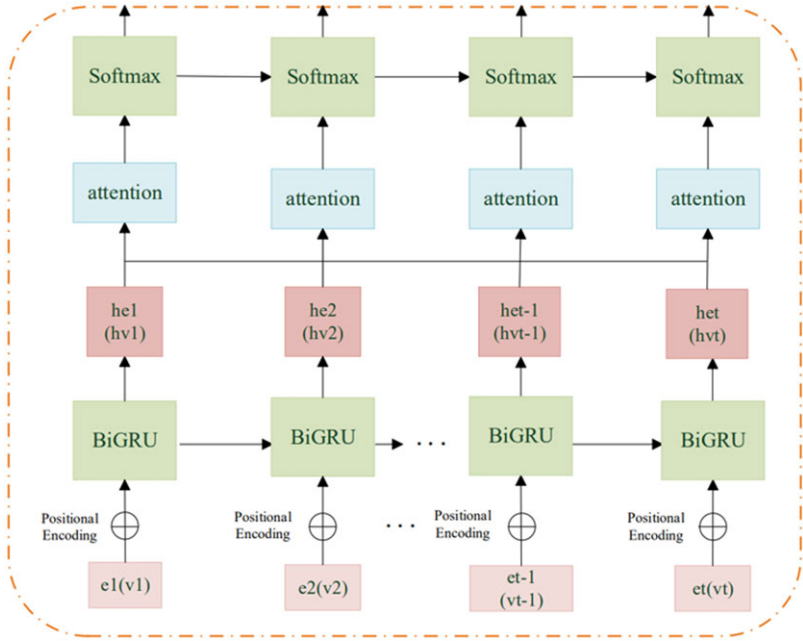 Softmax
Softmax
Softmax
Softmax
attention
attention
attention
attention
he1
(hv1)
he2
(hv2)
het-1
(hvt-1)
het
(hvt)
BiGRU
BiGRU
...
BiGRU
BiGRU
Positional
Encoding
Positional
Encoding
...
Positional
Encoding
Positional
Encoding
e1(v1)
e2(v2)
et-1
(vt-1)
et(vt)